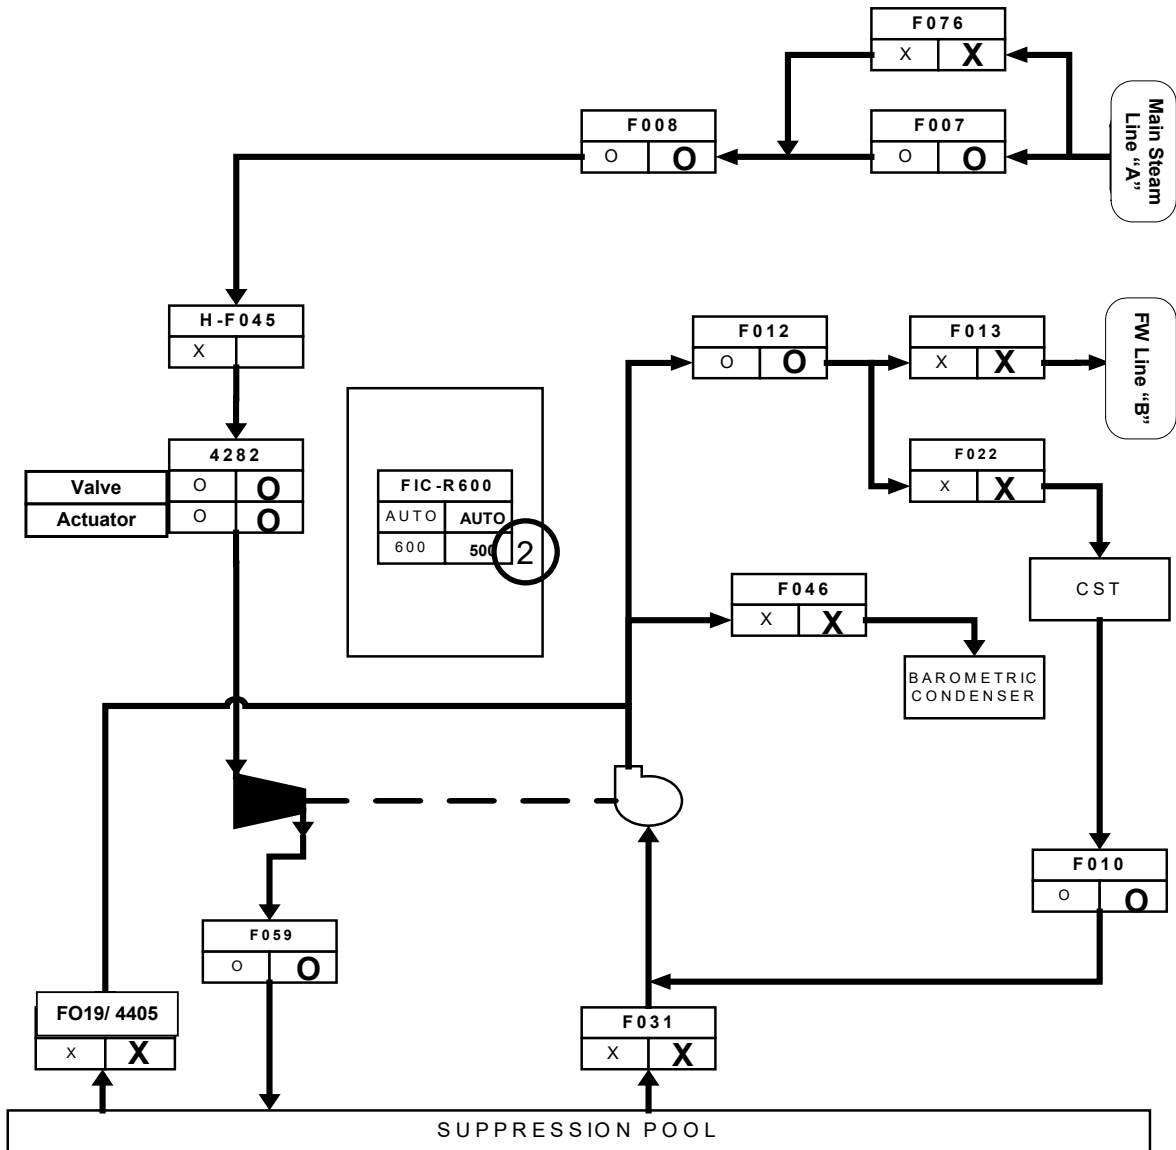 F076
X X
Main Steam
Line "A"
F008
O O
F007
O O
H-F045
X
F012
O O
F013
X X
FW Line "B"
4282
Valve O O
Actuator O O
F022
X X
FIC-R600
AUTO AUTO
600 500
2
F046
X X
CST
BAROMETRIC
CONDENSER
F010
O O
F059
O O
FO19/ 4405
X X
F031
X X
SUPPRESSION POOL